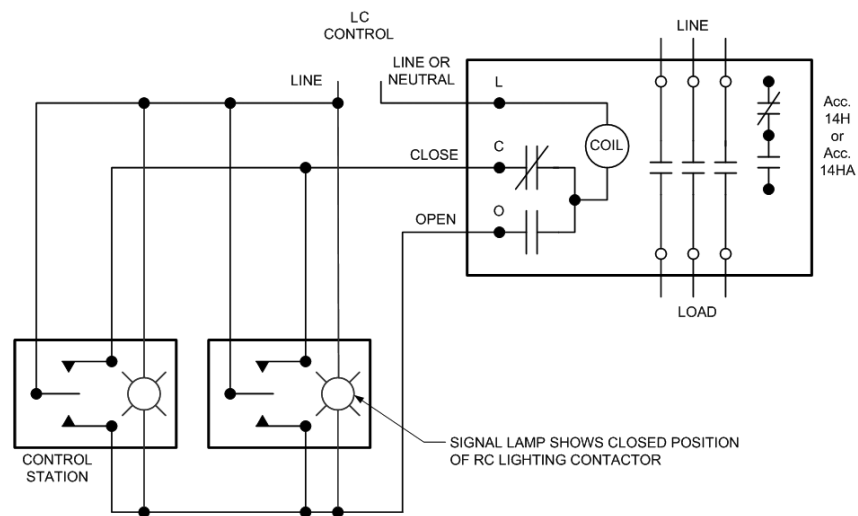 LC
CONTROL
LINE
LINE OR
NEUTRAL
LINE
L
COIL
Acc.
14H
or
Acc.
14HA
CLOSE
C
OPEN
O
LOAD
CONTROL
STATION
SIGNAL LAMP SHOWS CLOSED POSITION
OF RC LIGHTING CONTACTOR